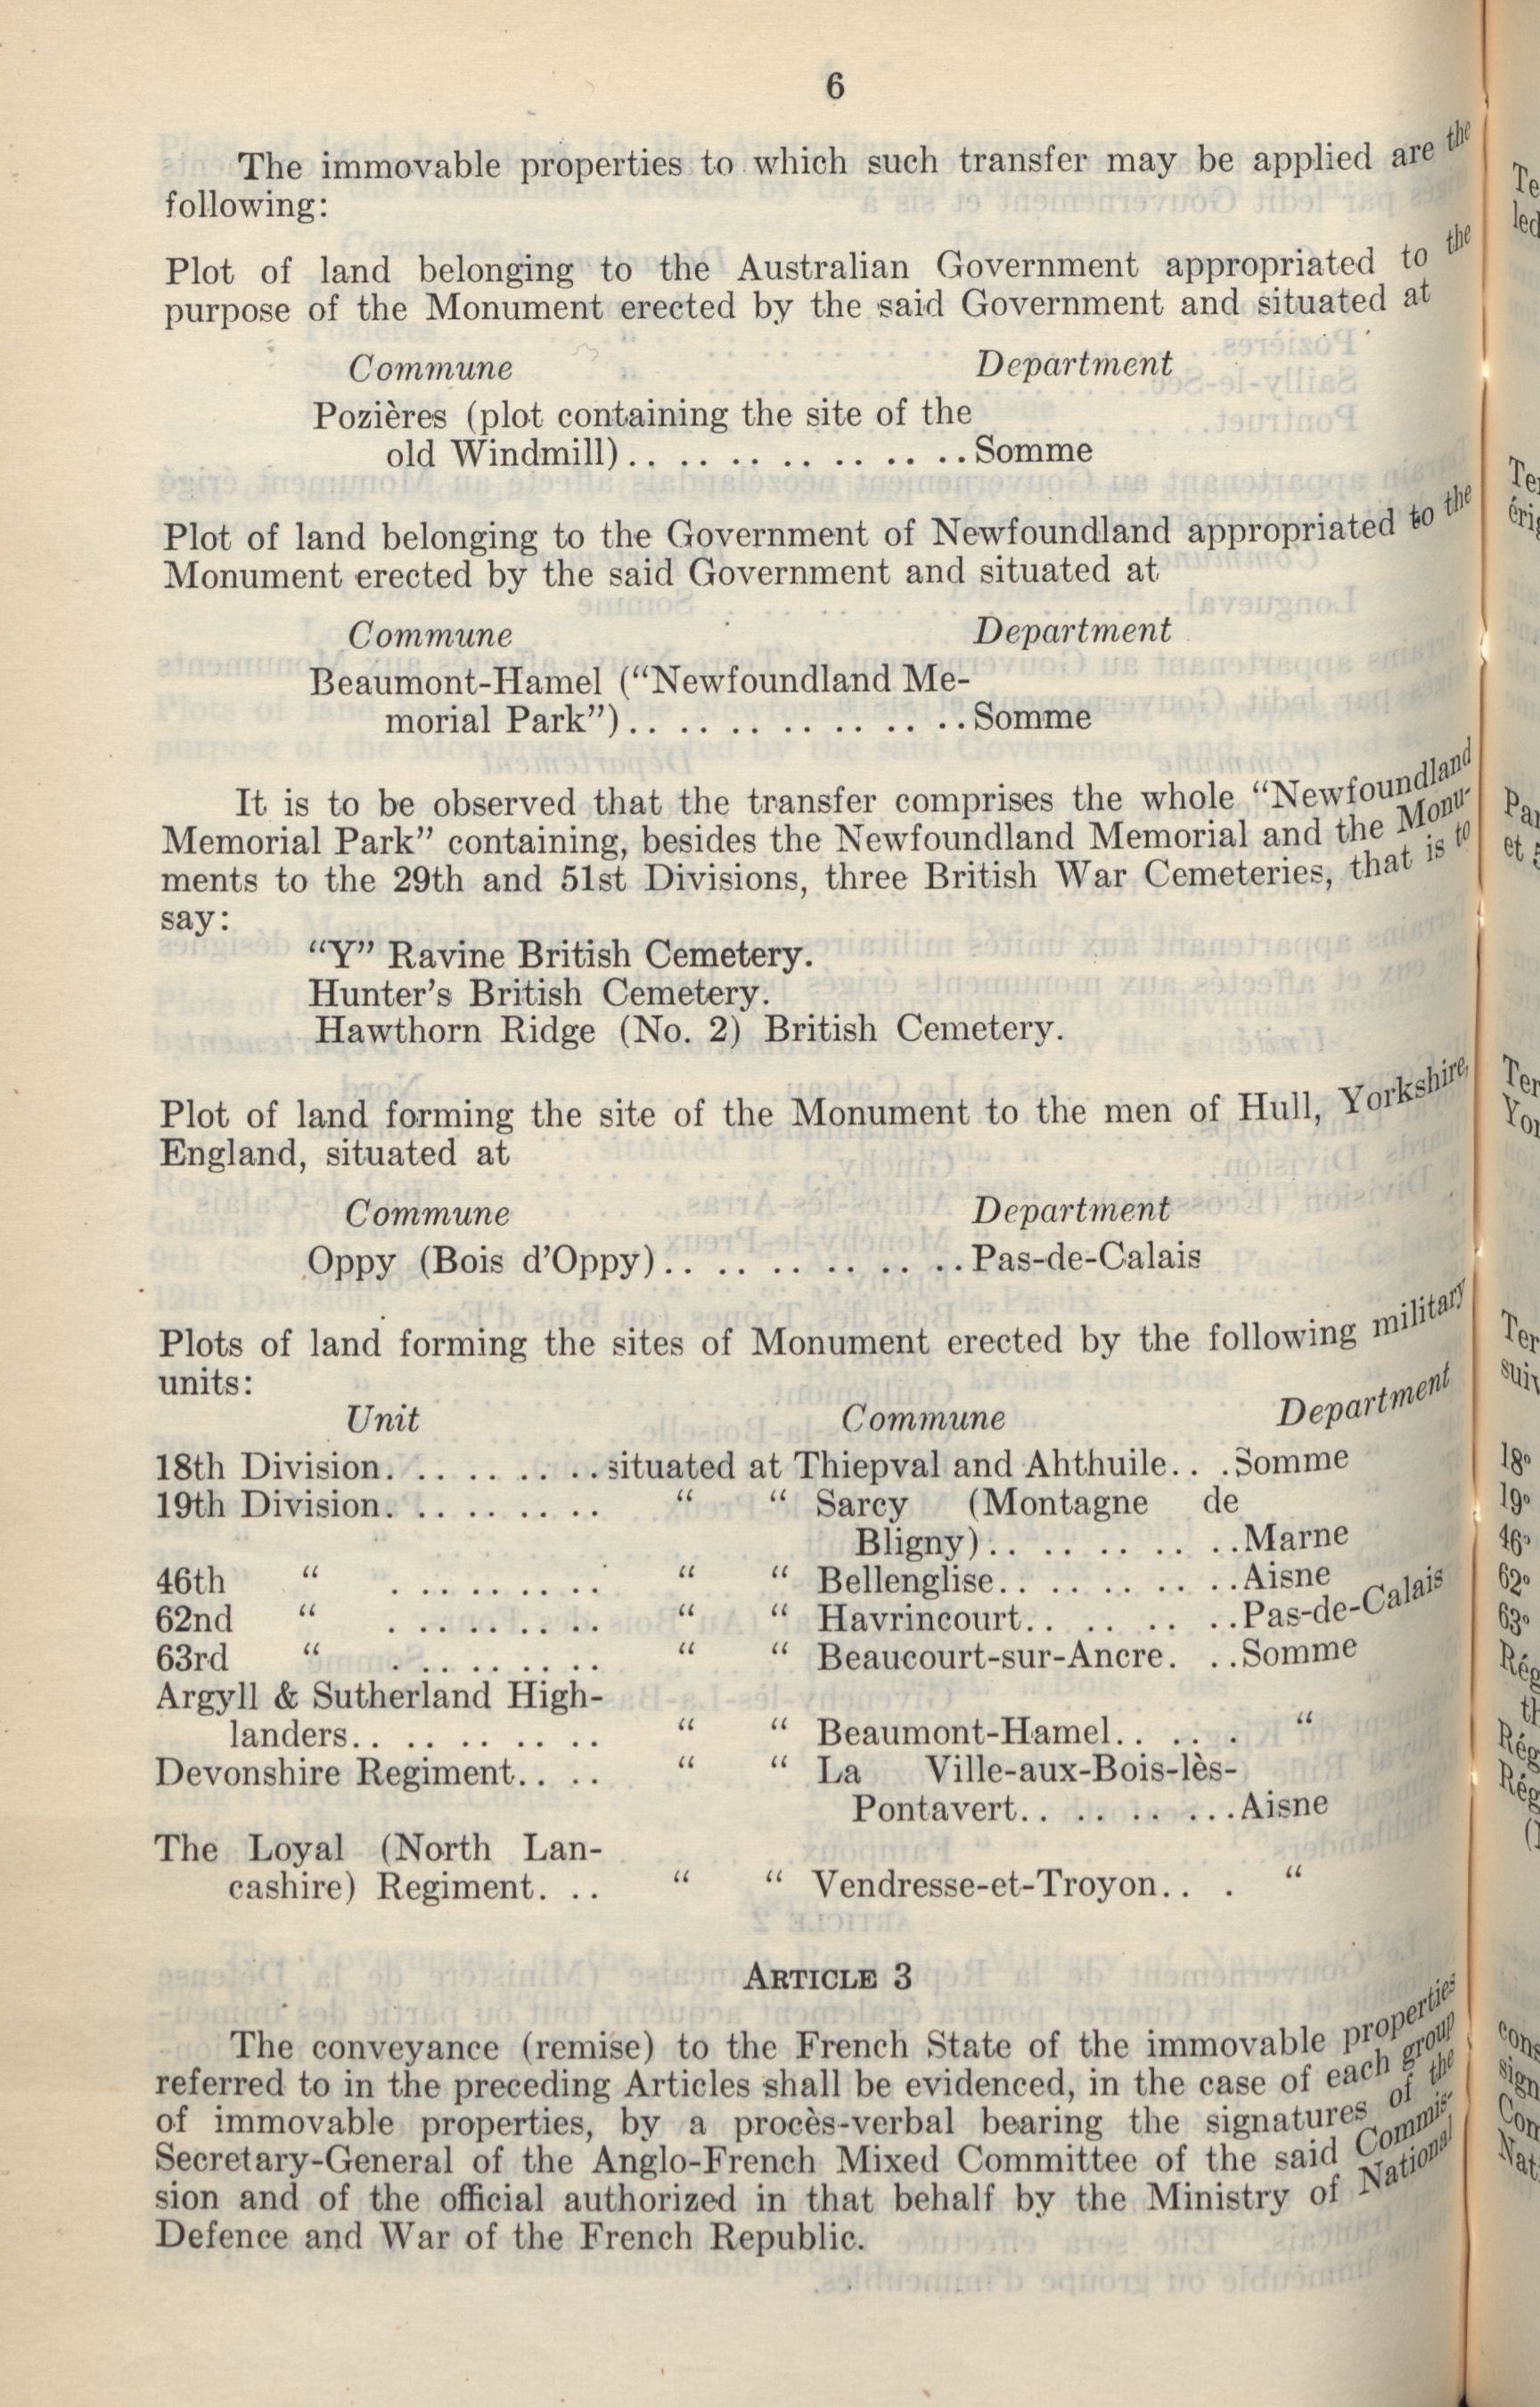 6
The immovable properties to which such transfer may be applied are the
following:
Plot of land belonging to the Australian Government appropriated to the
purpose of the Monument erected by the said Government and situated at
Commune Department
Pozières (plot containing the site of the
old Windmill).. .. .. .. .. .. ..Somme
Plot of land belonging to the Government of Newfoundland appropriated to the
Monument erected by the said Government and situated at
Commune Department
Beaumont-Hamel (“Newfoundland Me-
morial Park”).. .. .. .. .. .. ..Somme
It is to be observed that the transfer comprises the whole “Newfoundland
Memorial Park” containing, besides the Newfoundland Memorial and the Monu-
ments to the 29th and 51st Divisions, three British War Cemeteries, that is to
say:
“Y” Ravine British Cemetery.
Hunter’s British Cemetery.
Hawthorn Ridge (No. 2) British Cemetery.
Plot of land forming the site of the Monument to the men of Hull, Yorkshire,
England, situated at
Commune Department
Oppy (Bois d’Oppy).. .. .. .. .. ..Pas-de-Calais
Plots of land forming the sites of Monument erected by the following military
units:
Unit Commune Department
18th Division. .. .. .. ..situated at Thiepval and Ahthuile.. .Somme
19th Division. .. .. .. .. “ “ Sarcy (Montagne de
Bligny).. .. .. .. ..Marne
46th “ . .. .. .. .. “ “ Bellenglise.. .. .. .. ..Aisne
62nd “ . .. .. .. .. “ “ Havrincourt.. .. .. ..Pas-de-Calais
63rd “ . .. .. .. .. “ “ Beaucourt-sur-Ancre. ..Somme
Argyll & Sutherland High-
landers.. .. .. .. .. “ “ Beaumont-Hamel.. .. . “
Devonshire Regiment.. .. “ “ La Ville-aux-Bois-lès-
Pontavert.. .. .. ...Aisne
The Loyal (North Lan-
cashire) Regiment. .. “ “ Vendresse-et-Troyon.. . “
ARTICLE 3
The conveyance (remise) to the French State of the immovable properties
referred to in the preceding Articles shall be evidenced, in the case of each group
of immovable properties, by a procès-verbal bearing the signatures of the
Secretary-General of the Anglo-French Mixed Committee of the said Commis-
sion and of the official authorized in that behalf by the Ministry of National
Defence and War of the French Republic.